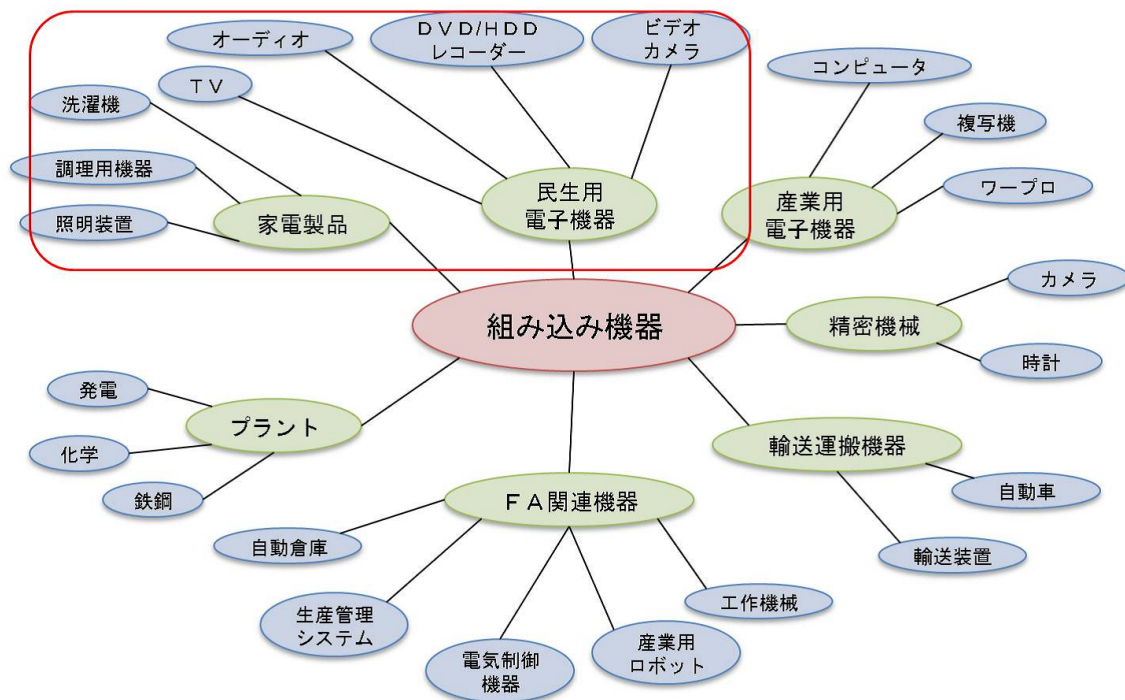 オーディオ
ＤＶＤ/HDD
レコーダー
ビデオ
カメラ
コンピュータ
ＴＶ
洗濯機
複写機
調理用機器
ワープロ
民生用
電子機器
産業用
電子機器
照明装置
家電製品
カメラ
組み込み機器
精密機械
時計
発電
プラント
化学
輸送運搬機器
鉄鋼
ＦＡ関連機器
自動車
自動倉庫
輸送装置
工作機械
生産管理
システム
産業用
ロボット
電気制御
機器